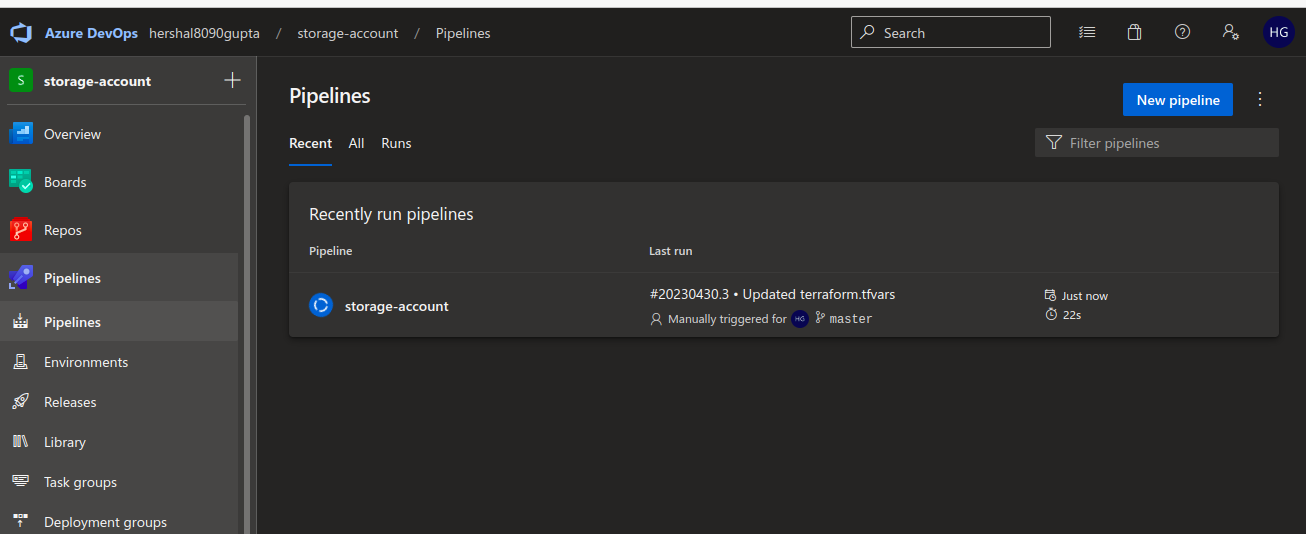 Azure DevOps hershal8090gupta / storage-account / Pipelines Search HG
S storage-account
Overview
Boards
Repos
Pipelines
Pipelines
Environments
Releases
Library
Task groups
Deployment groups
Pipelines
New pipeline
Recent All Runs
Filter pipelines
Recently run pipelines
Pipeline Last run
storage-account
#20230430.3 • Updated terraform.tfvars
Manually triggered for HG master
Just now
22s